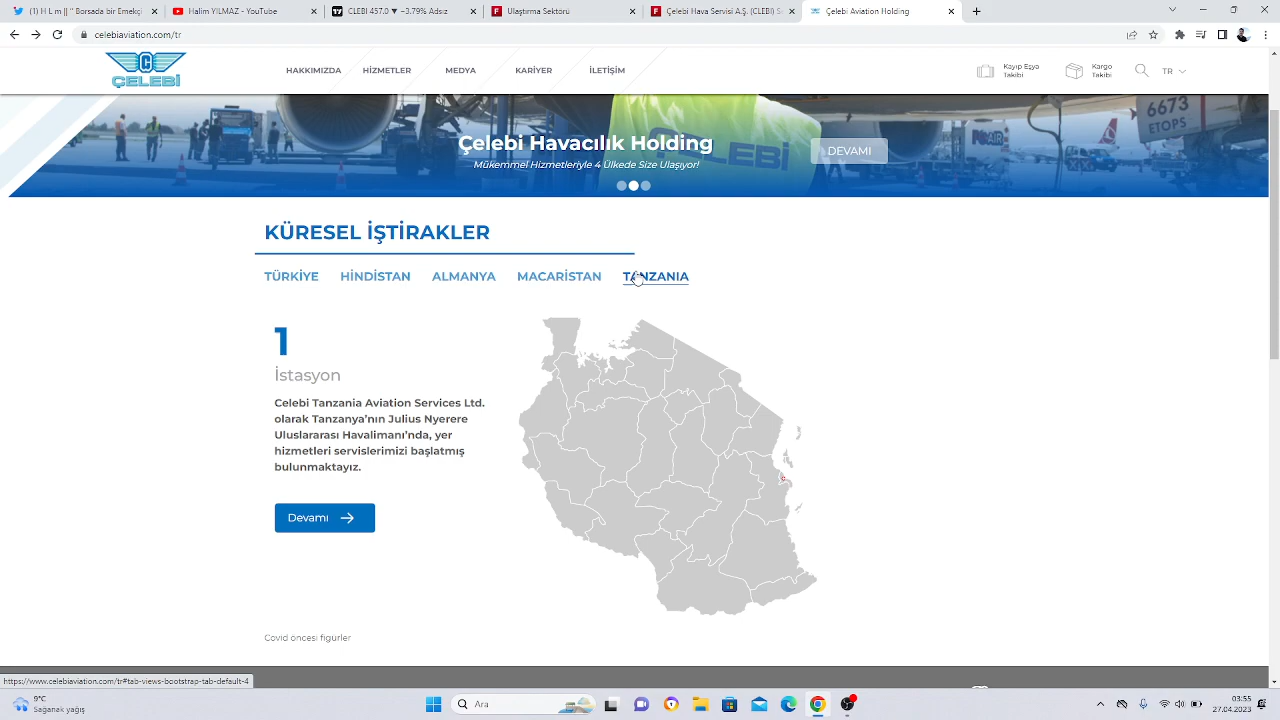 (1) H i m || ' Borsada bir Emekçi
Halim YILMAZ - YouTube
CLEBI 457.0 ▼ −3.79% Adsız
Ulaştırma Sektörü
Çelebi Hava Servisi A.Ş. (CLEBI) S
Çelebi Holding
celebiaviation.com/tr
ÇELEBİ
HAKKIMIZDA
HİZMETLER
MEDYA
KARİYER
İLETİŞİM
Kayıp Eşya
Takibi
Kargo
Takibi
TR
6673
ETOPS
Çelebi Havacılık Holding
Mükemmel Hizmetleriyle 4 Ülkede Size Ulaşıyor!
DEVAMI
KÜRESEL İŞTİRAKLER
TÜRKİYE
HİNDİSTAN
ALMANYA
MACARİSTAN
TANZANIA
1
İstasyon
Celebi Tanzania Aviation Services Ltd.
olarak Tanzanya'nın Julius Nyerere
Uluslararası Havalimanı'nda, yer
hizmetleri servislerimizi başlatmış
bulunmaktayız.
Devamı
Covid öncesi figürler
https://www.celebiaviation.com/tr#tab-views-bootstrap-tab-default-4
9°C
Sağanak yağış
Ara
03:55
27.04.2023